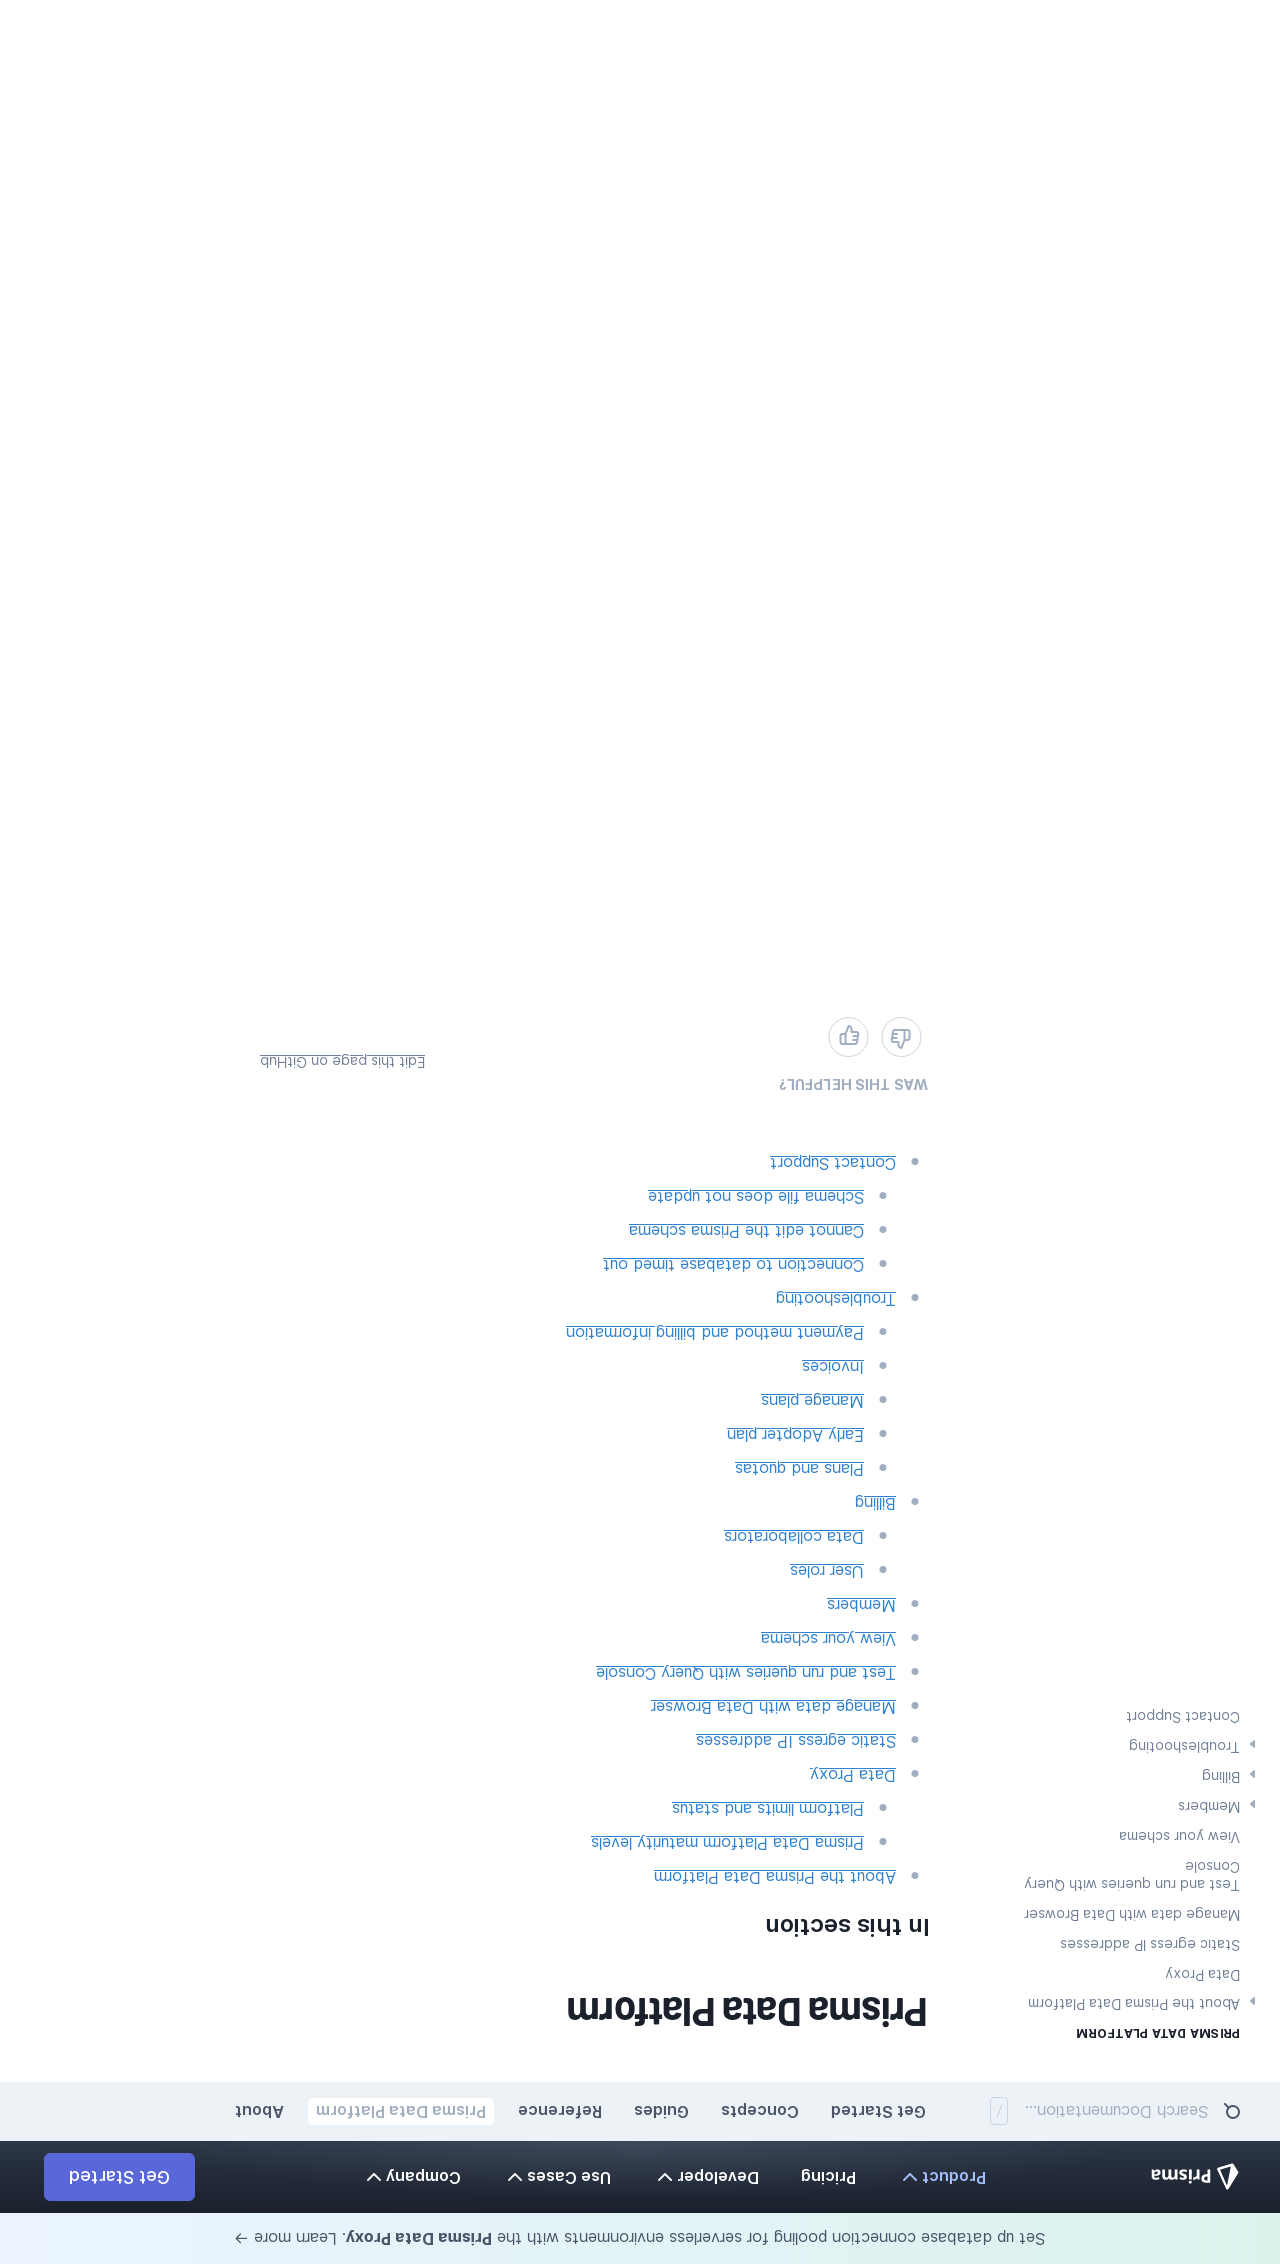 Set up database connection pooling for serverless environments with the Prisma Data Proxy. Learn more →
Prisma
Product
Pricing
Developer
Use Cases
Company
Get Started
Search Documentation...
/
Get Started
Concepts
Guides
Reference
Prisma Data Platform
About
PRISMA DATA PLATFORM
About the Prisma Data Platform
Data Proxy
Static egress IP addresses
Manage data with Data Browser
Test and run queries with Query
Console
View your schema
Members
Billing
Troubleshooting
Contact Support
Prisma Data Platform
In this section
About the Prisma Data Platform
Prisma Data Platform maturity levels
Platform limits and status
Data Proxy
Static egress IP addresses
Manage data with Data Browser
Test and run queries with Query Console
View your schema
Members
User roles
Data collaborators
Billing
Plans and quotas
Early Adopter plan
Manage plans
Invoices
Payment method and billing information
Troubleshooting
Connection to database timed out
Cannot edit the Prisma schema
Schema file does not update
Contact Support
WAS THIS HELPFUL?
Edit this page on GitHub